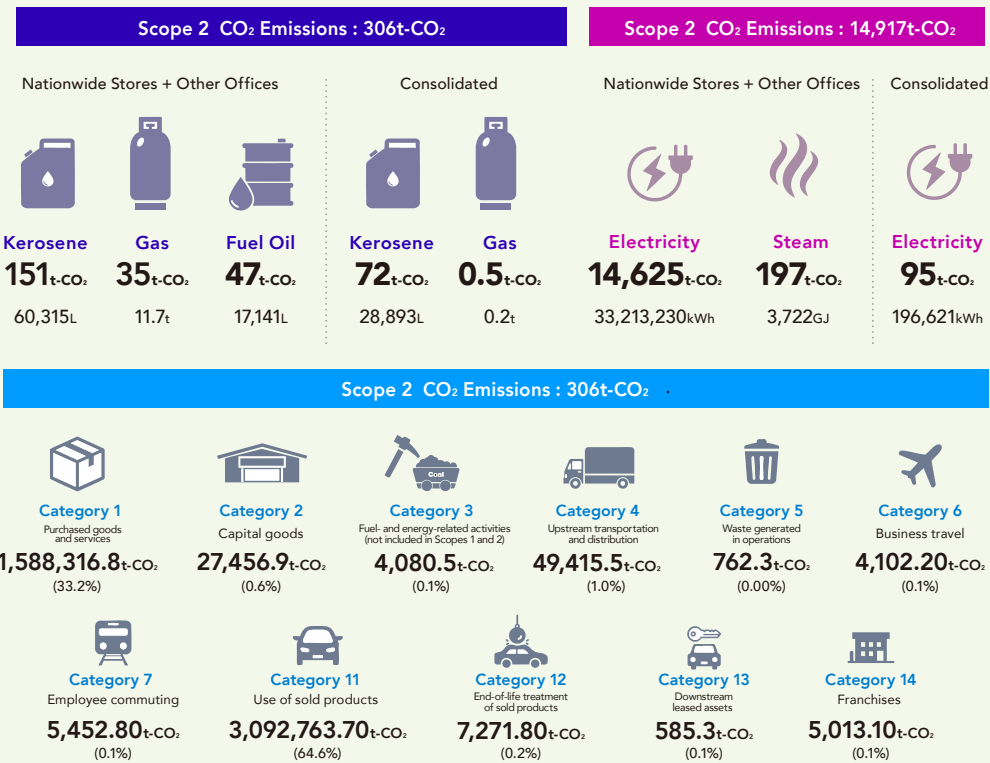 Scope 2 CO₂ Emissions : 306t-CO₂
Scope 2 CO₂ Emissions : 14,917t-CO₂
Nationwide Stores + Other Offices
Consolidated
Nationwide Stores + Other Offices
Consolidated
Kerosene
Gas
Fuel Oil
Kerosene
Gas
Electricity
Steam
Electricity
151t-CO₂
35t-CO₂
47t-CO₂
72t-CO₂
0.5t-CO₂
14,625t-CO₂
197t-CO₂
95t-CO₂
60,315L
11.7t
17,141L
28,893L
0.2t
33,213,230kWh
3,722GJ
196,621kWh
Scope 2 CO₂ Emissions : 306t-CO₂
Coal
Category 1
Purchased goods
and services
1,588,316.8t-CO₂
(33.2%)
Category 2
Capital goods
27,456.9t-CO₂
(0.6%)
Category 3
Fuel- and energy-related activities
(not included in Scopes 1 and 2)
4,080.5t-CO₂
(0.1%)
Category 4
Upstream transportation
and distribution
49,415.5t-CO₂
(1.0%)
Category 5
Waste generated
in operations
762.3t-CO₂
(0.00%)
Category 6
Business travel
4,102.20t-CO₂
(0.1%)
Category 7
Employee commuting
5,452.80t-CO₂
(0.1%)
Category 11
Use of sold products
3,092,763.70t-CO₂
(64.6%)
Category 12
End-of-life treatment
of sold products
7,271.80t-CO₂
(0.2%)
Category 13
Downstream
leased assets
585.3t-CO₂
(0.1%)
Category 14
Franchises
5,013.10t-CO₂
(0.1%)